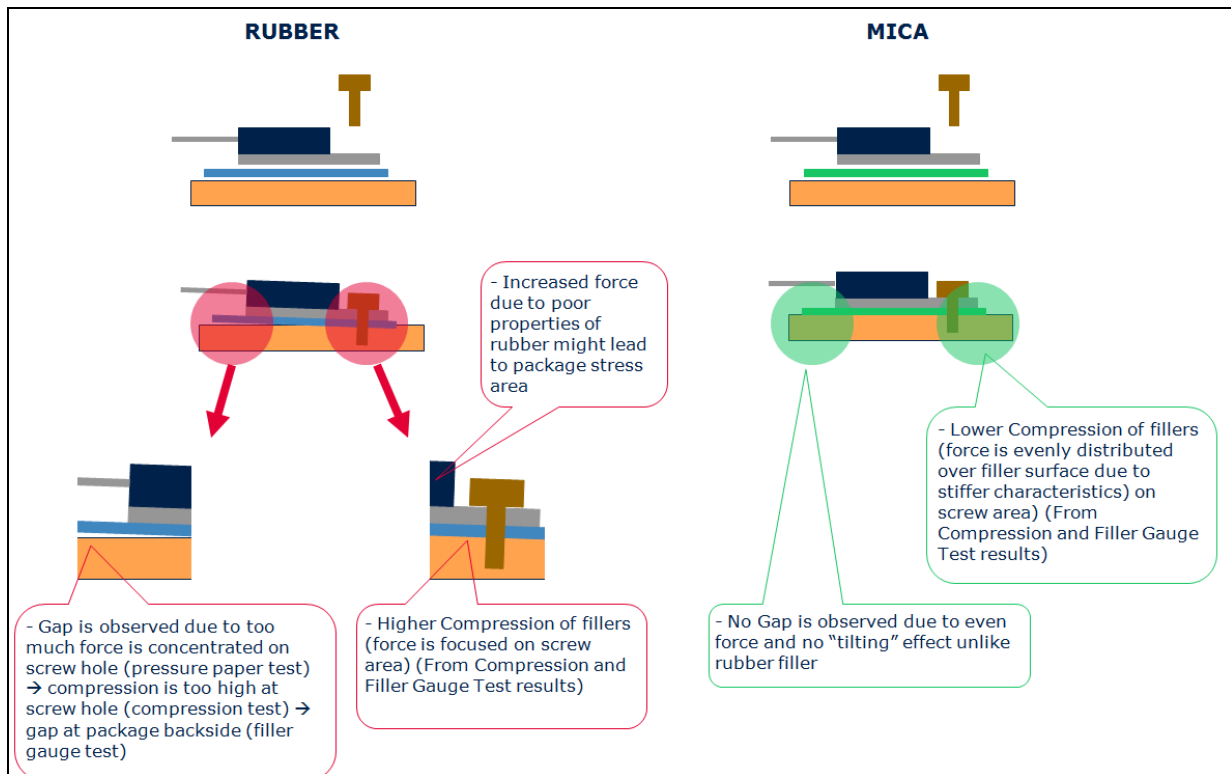 RUBBER
MICA
- Increased force
due to poor
properties of
rubber might lead
to package stress
area
- Lower Compression of fillers
(force is evenly distributed
over filler surface due to
stiffer characteristics) on
screw area) (From
Compression and Filler Gauge
Test results)
- Gap is observed due to too
much force is concentrated on
screw hole (pressure paper test)
→ compression is too high at
screw hole (compression test) →
gap at package backside (filler
gauge test)
- Higher Compression of fillers
(force is focused on screw
area) (From Compression and
Filler Gauge Test results)
- No Gap is observed due to even
force and no “tilting” effect unlike
rubber filler